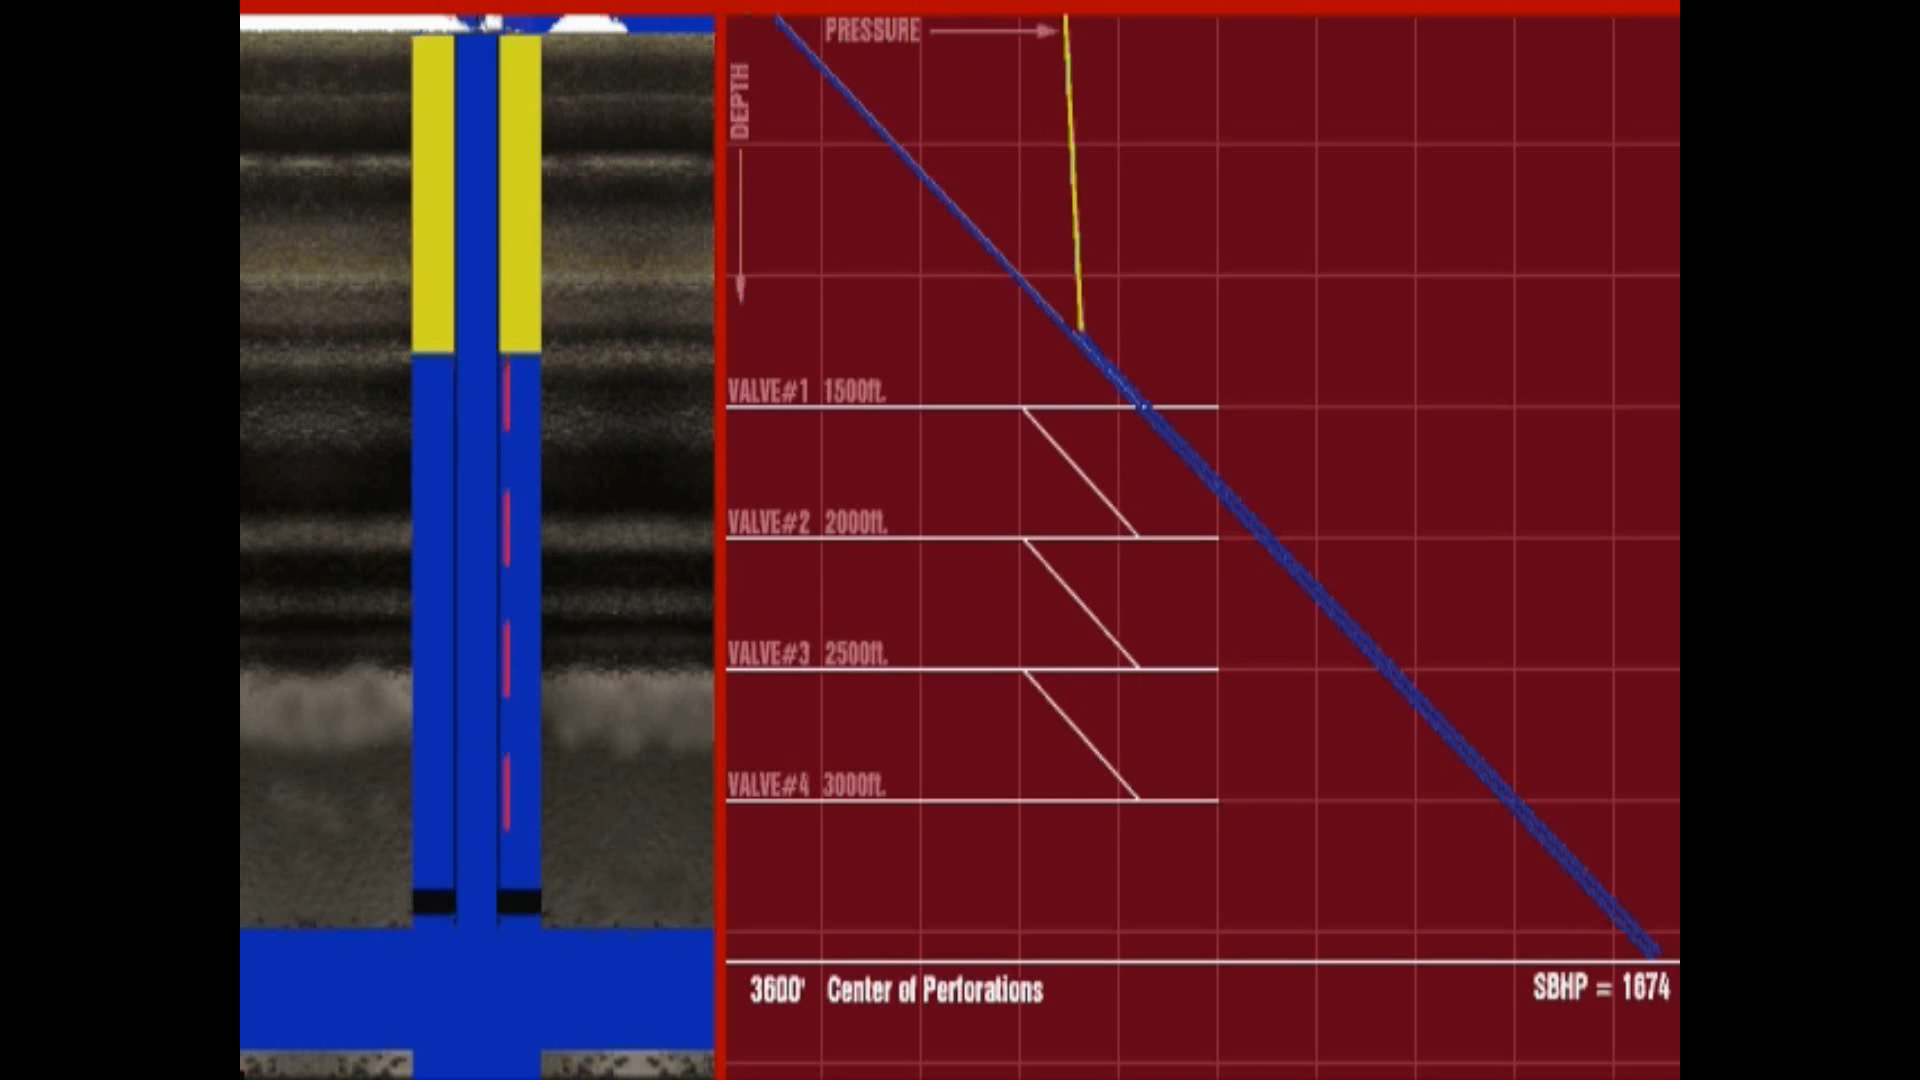 PRESSURE
DEPTH
VALVE#1 1500ft.
VALVE#2 2000ft.
VALVE#3 2500ft.
VALVE#4 3000ft.
3600' Center of Perforations
SBHP = 1674